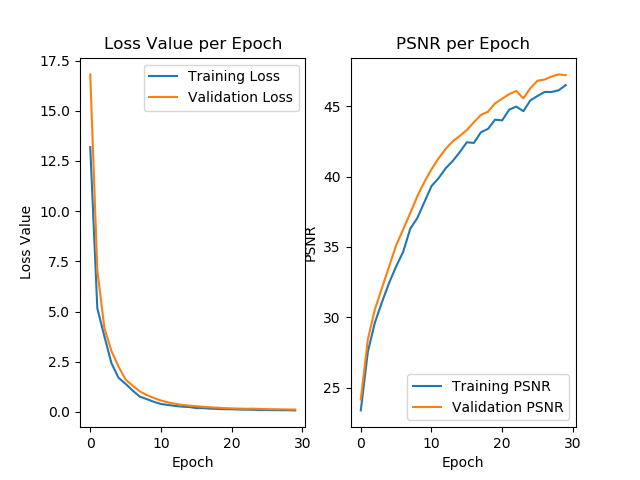 Loss Value per Epoch
Loss Value
17.5
15.0
12.5
10.0
7.5
5.0
2.5
0.0
0
10
20
30
Epoch
Training Loss
Validation Loss
PSNR per Epoch
PSNR
45
40
35
30
25
0
10
20
30
Epoch
Training PSNR
Validation PSNR